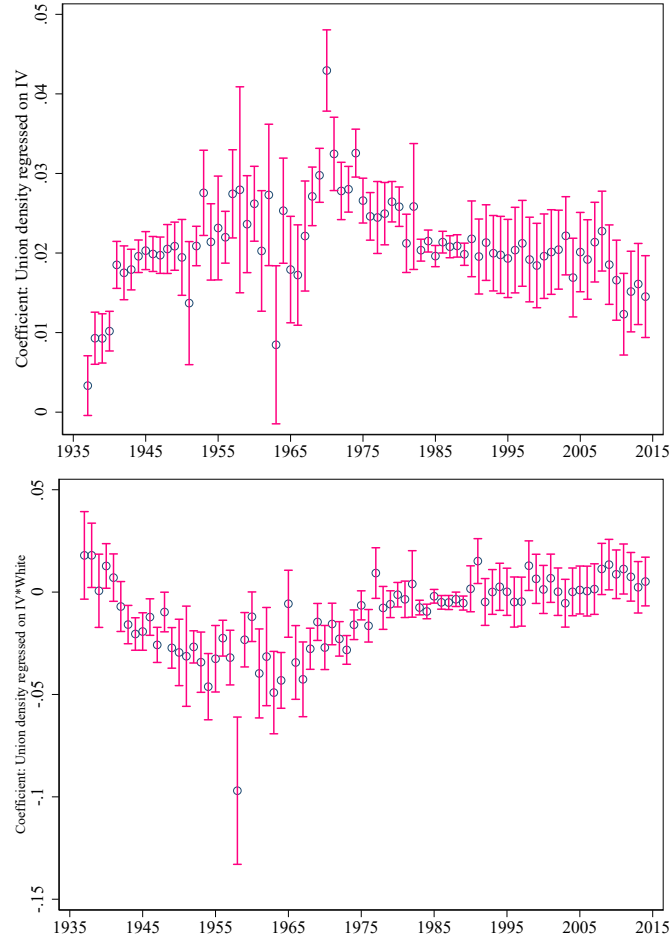 Coefficient: Union density regressed on IV
.05
.04
.03
.02
.01
0
1935 1945 1955 1965 1975 1985 1995 2005 2015
Coefficient: Union density regressed on IV*White
.05
0
-.05
-.1
-.15
1935 1945 1955 1965 1975 1985 1995 2005 2015